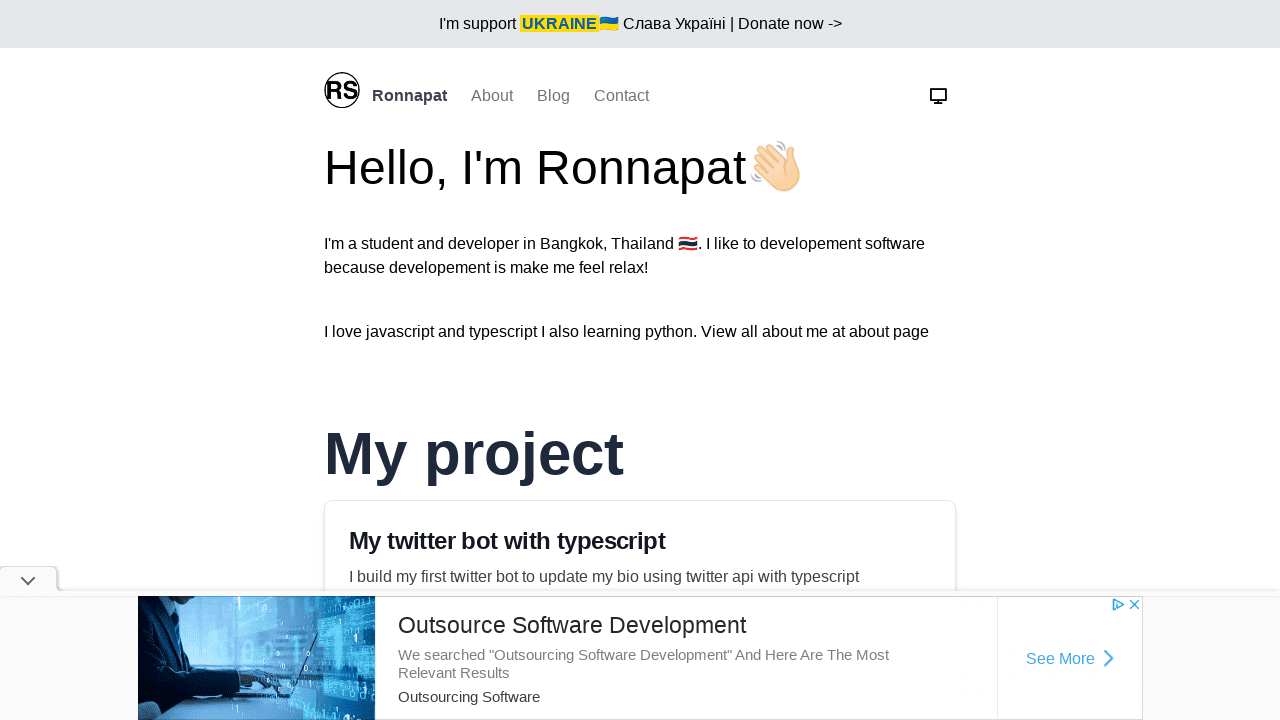 I'm support UKRAINE🇺🇦 Слава Україні | Donate now ->
RS Ronnapat About Blog Contact
Hello, I'm Ronnapat👋🏻
I'm a student and developer in Bangkok, Thailand 🇹🇭. I like to developement software
because developement is make me feel relax!
I love javascript and typescript I also learning python. View all about me at about page
My project
My twitter bot with typescript
I build my first twitter bot to update my bio using twitter api with typescript
Outsource Software Development
We searched "Outsourcing Software Development" And Here Are The Most
Relevant Results
Outsourcing Software
See More